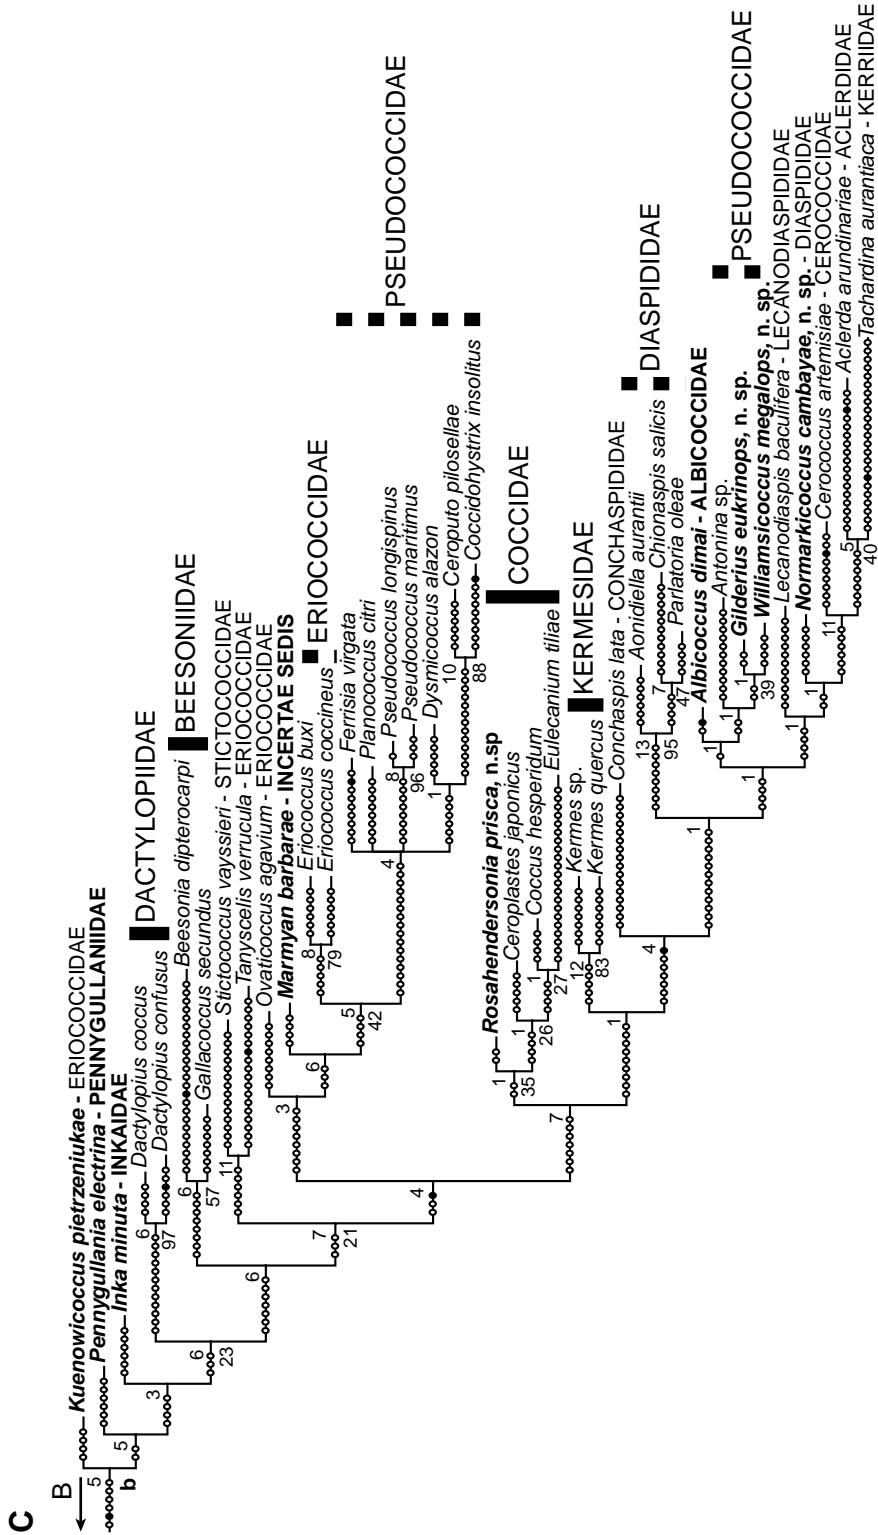 C
B
5
b
Kuenowicoccus pietrzeniukae - ERIOCOCCIDAE
5
Pennygullania electrina - PENNYGULLANIIDAE
3
Inka minuta - INKAIDAE
6
23
6
97
Dactylopius coccus
Dactylopius confusus
DACTYLOPIIDAE
6
6
57
Beesonia dipterocarpi
Gallacoccus secundus
BEESONIIDAE
7
21
11
Stictococcus vayssieri - STICTOCOCCIDAE
Tanyscelis verrucula - ERIOCOCCIDAE
4
3
Ovaticoccus agavium - ERIOCOCCIDAE
6
Marmyan barbarae - INCERTAE SEDIS
5
42
8
79
Eriococcus buxi
Eriococcus coccineus
ERIOCOCCIDAE
4
Ferrisia virgata
Planococcus citri
8
96
Pseudococcus longispinus
Pseudococcus maritimus
1
Dysmicoccus alazon
10
88
Ceroputo pilosellae
Coccidohystrix insolitus
PSEUDOCOCCIDAE
7
1
35
Rosahendersonia prisca, n.sp
1
26
Ceroplastes japonicus
1
27
Coccus hesperidum
Eulecanium tiliae
COCCIDAE
1
12
83
Kermes sp.
Kermes quercus
KERMESIDAE
4
Conchaspis lata - CONCHASPIDIDAE
1
13
95
Aonidiella aurantii
7
47
Chionaspis salicis
Parlatoria oleae
DIASPIDIDAE
1
1
Albicoccus dimai - ALBICOCCIDAE
1
Antonina sp.
1
39
Gilderius eukrinops, n. sp.
Williamsicoccus megalops, n. sp.
PSEUDOCOCCIDAE
1
Lecanodiaspis baculifera - LECANODIASPIDIDAE
1
Normarkicoccus cambayae, n. sp. - DIASPIDIDAE
11
Cerococcus artemisiae - CEROCOCCIDAE
5
40
Aclerda arundinariae - ACLERDIDAE
Tachardina aurantiaca - KERRIIDAE